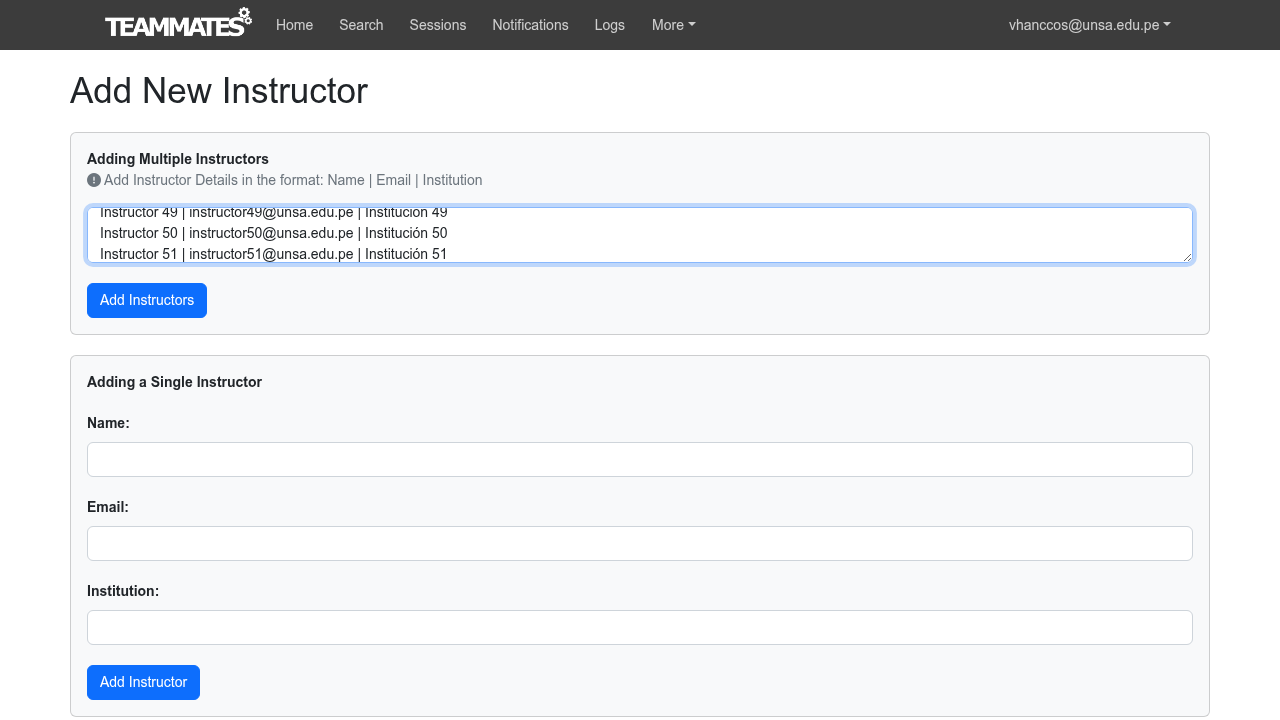 TEAMMATES Home Search Sessions Notifications Logs More vhanccos@unsa.edu.pe
Add New Instructor
Adding Multiple Instructors
Add Instructor Details in the format: Name | Email | Institution
Instructor 49 | instructor49@unsa.edu.pe | Institución 49
Instructor 50 | instructor50@unsa.edu.pe | Institución 50
Instructor 51 | instructor51@unsa.edu.pe | Institución 51
Add Instructors
Adding a Single Instructor
Name:
Email:
Institution:
Add Instructor